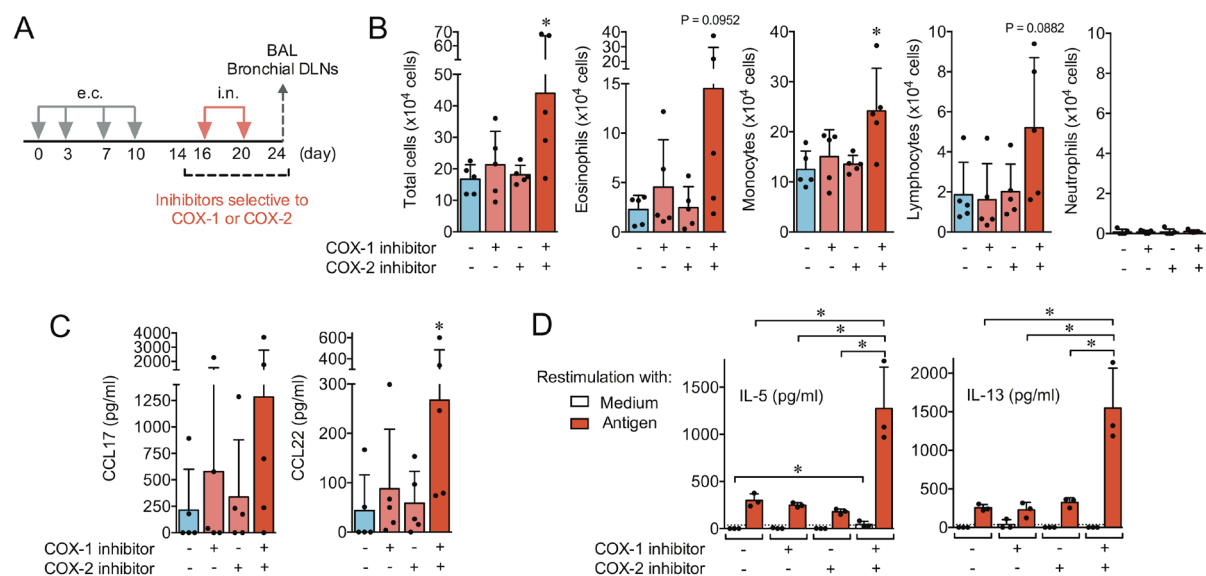 A
BAL
Bronchial DLNs
e.c.
i.n.
0 3 7 10 14 16 20 24 (day)
Inihibitors selective to
COX-1 or COX-2
B
Total cells (x10⁴ cells)
70
60
50
40
30
20
10
0
*
Eosinophils (x10⁴ cells)
P = 0.0952
40
30
20
15
10
5
0
Monocytes (x10⁴ cells)
40
30
20
10
0
*
Lymphocytes (x10⁴ cells)
P = 0.0882
10
8
6
4
2
0
Neutrophils (x10⁴ cells)
10
8
6
4
2
0
COX-1 inhibitor - + - + - + - + - + - + - + - + - + - +
COX-2 inhibitor - - + + - - + + - - + + - - + + - - + +
C
CCL17 (pg/ml)
4000
3000
2000
1250
1000
750
500
250
0
CCL22 (pg/ml)
600
400
300
200
100
0
*
COX-1 inhibitor - + - + - + - +
COX-2 inhibitor - - + + - - + +
D
Restimulation with:
Medium
Antigen
IL-5 (pg/ml)
1500
1000
500
0
* * * *
IL-13 (pg/ml)
2000
1500
1000
500
0
* * *
COX-1 inhibitor - + - + - + - +
COX-2 inhibitor - - + + - - + +